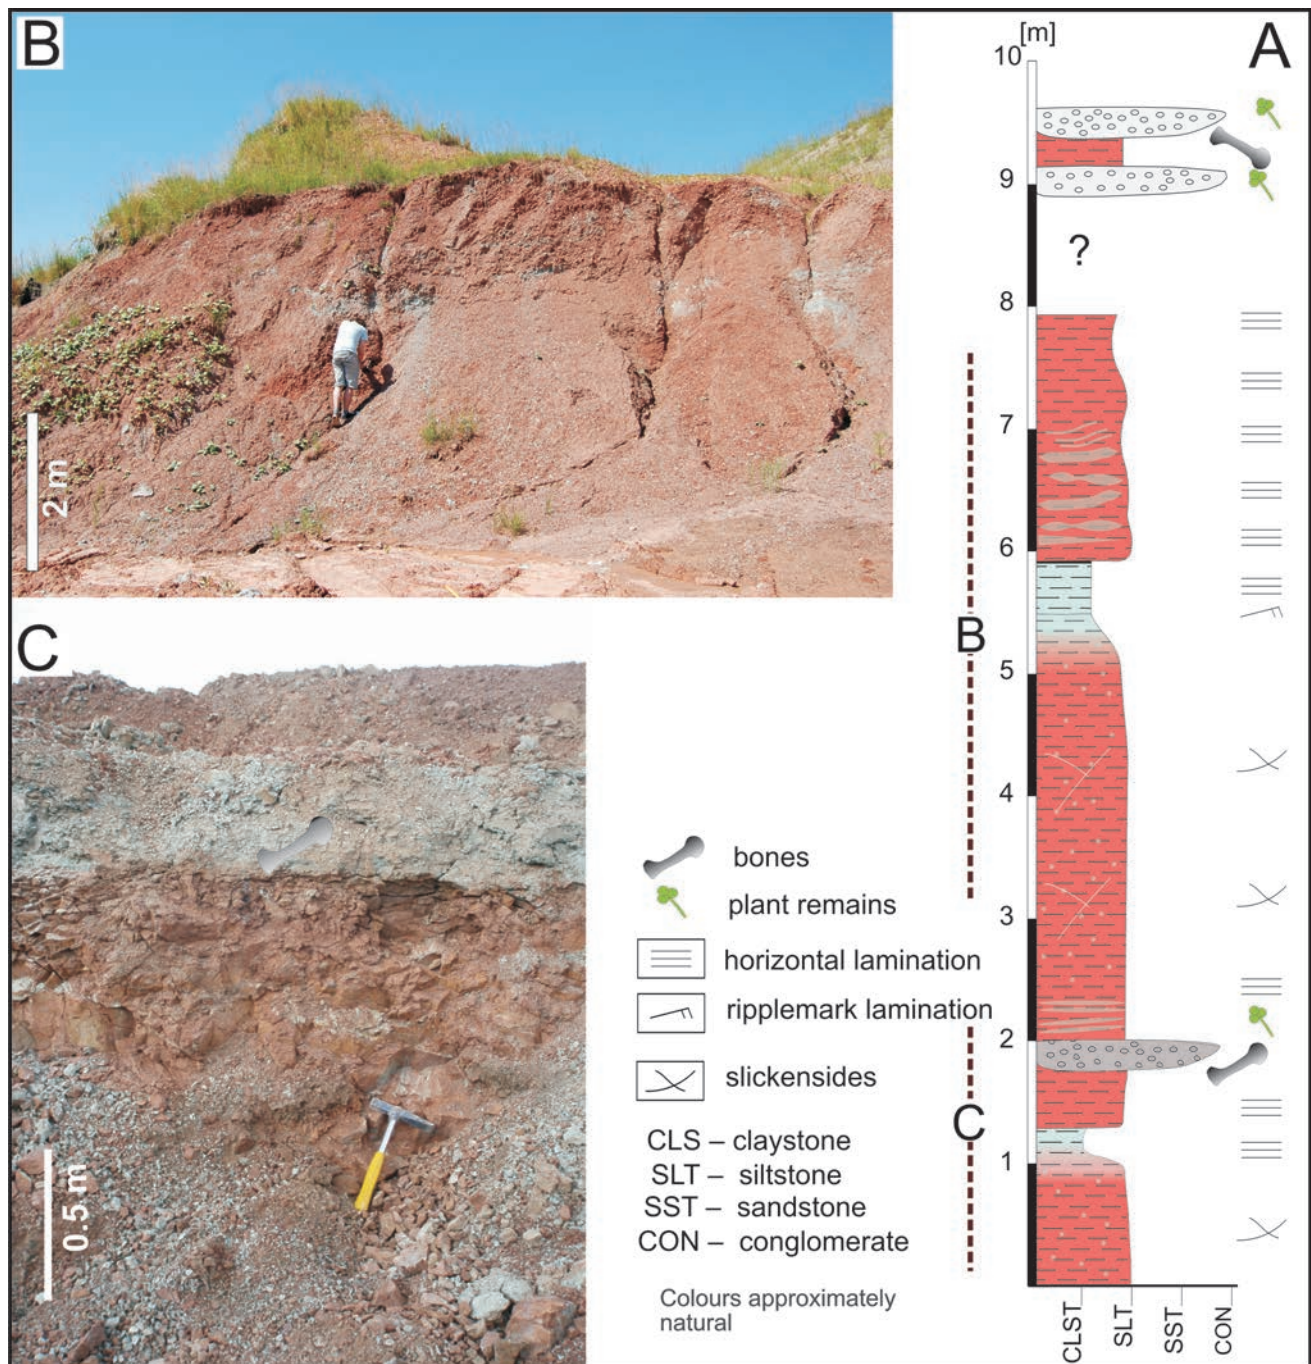 B
2 m
C
0.5 m
bones
plant remains
horizontal lamination
ripplemark lamination
slickensides
CLS – claystone
SLT – siltstone
SST – sandstone
CON – conglomerate
Colours approximately
natural
A
[m]
10
9
?
8
7
6
B
5
4
3
2
C
1
CLST
SLT
SST
CON